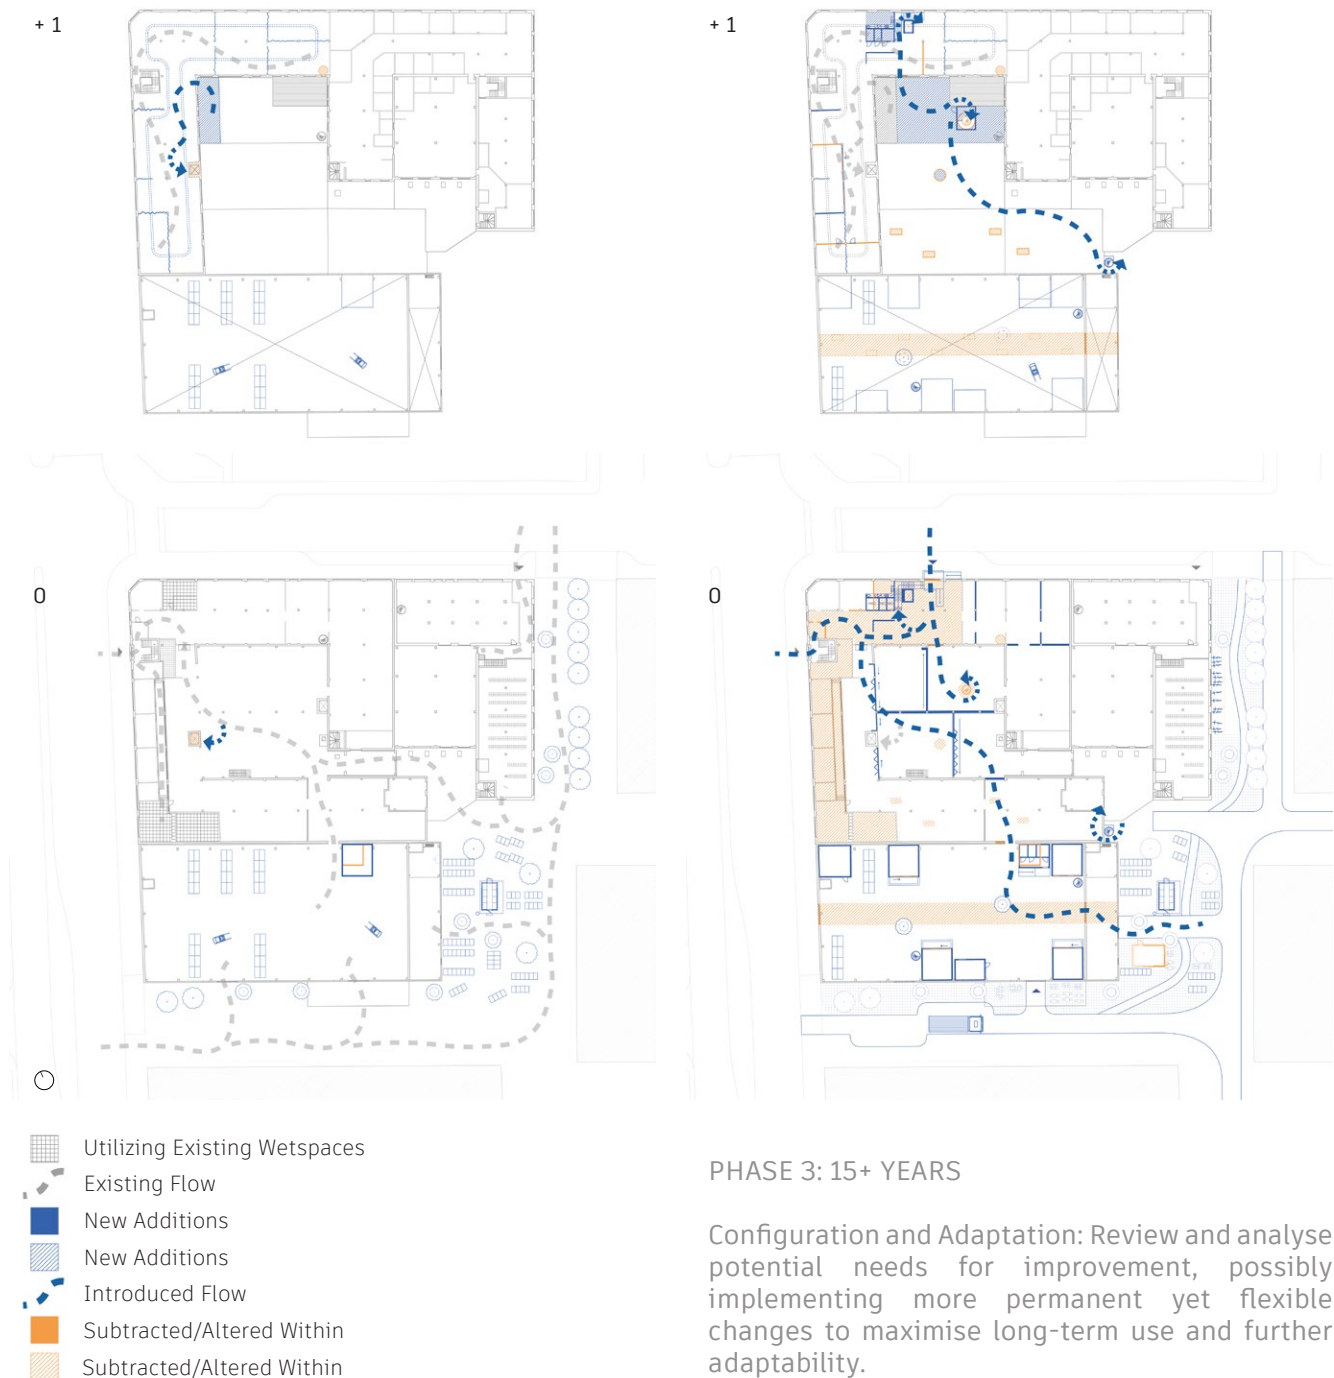 + 1
+ 1
0
0
Utilizing Existing Wetspaces
Existing Flow
New Additions
New Additions
Introduced Flow
Subtracted/Altered Within
Subtracted/Altered Within
PHASE 3: 15+ YEARS
Configuration and Adaptation: Review and analyse
potential needs for improvement, possibly
implementing more permanent yet flexible
changes to maximise long-term use and further
adaptability.